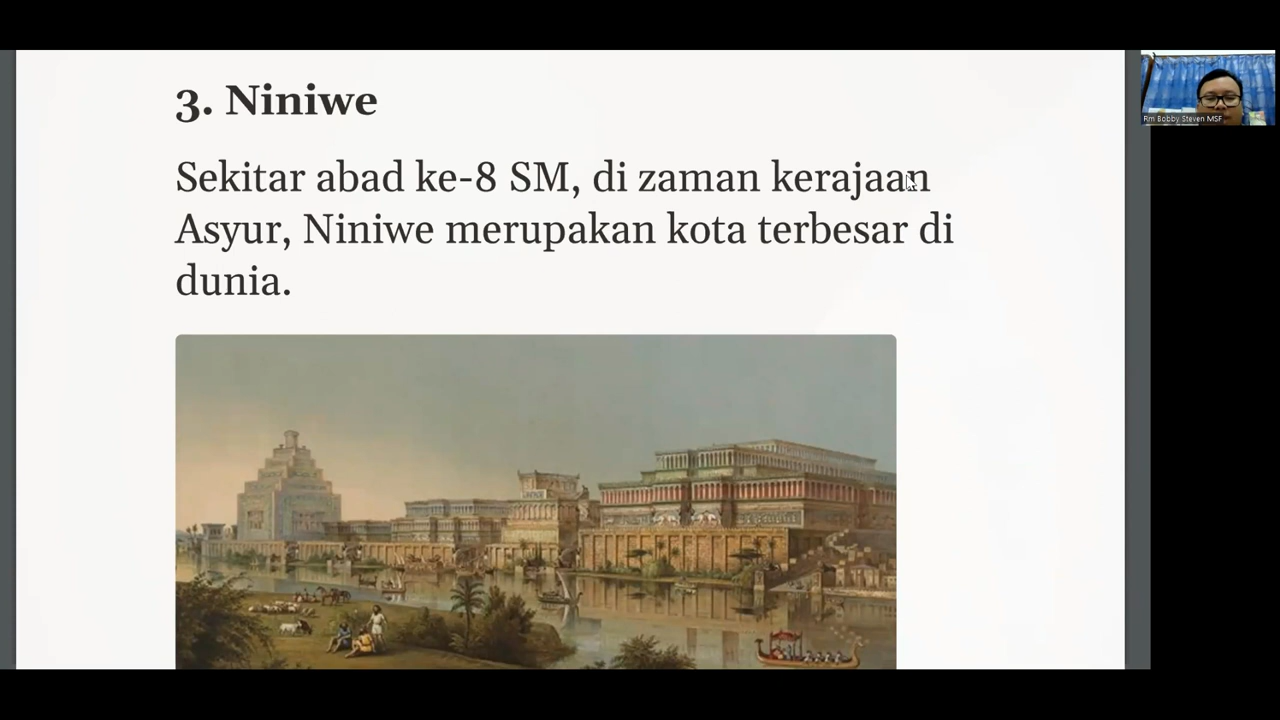 3. Niniwe
Sekitar abad ke-8 SM, di zaman kerajaan
Asyur, Niniwe merupakan kota terbesar di
dunia.
Rm Bobby Steven MSF